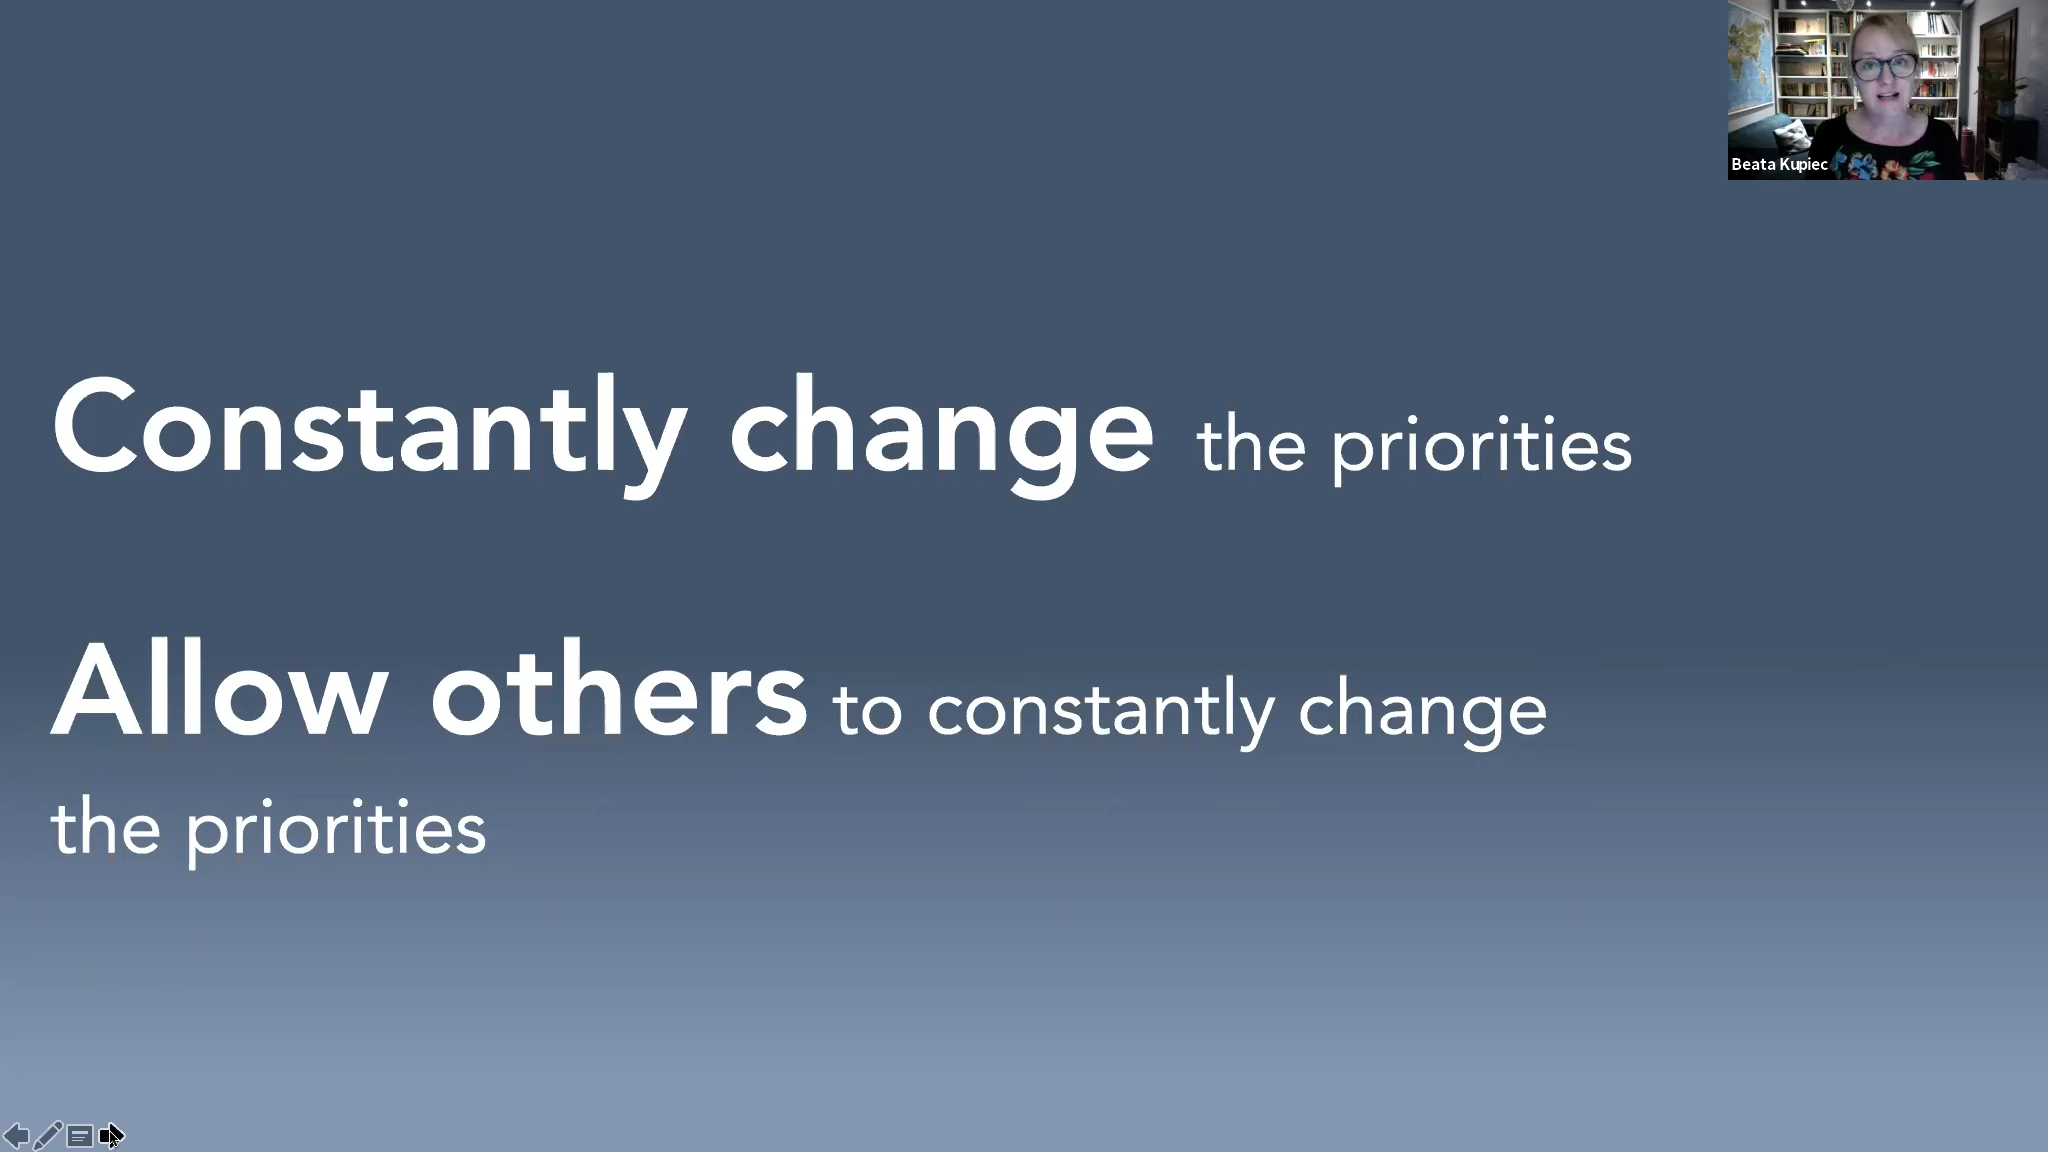 Beata Kupiec
Constantly change the priorities
Allow others to constantly change
the priorities